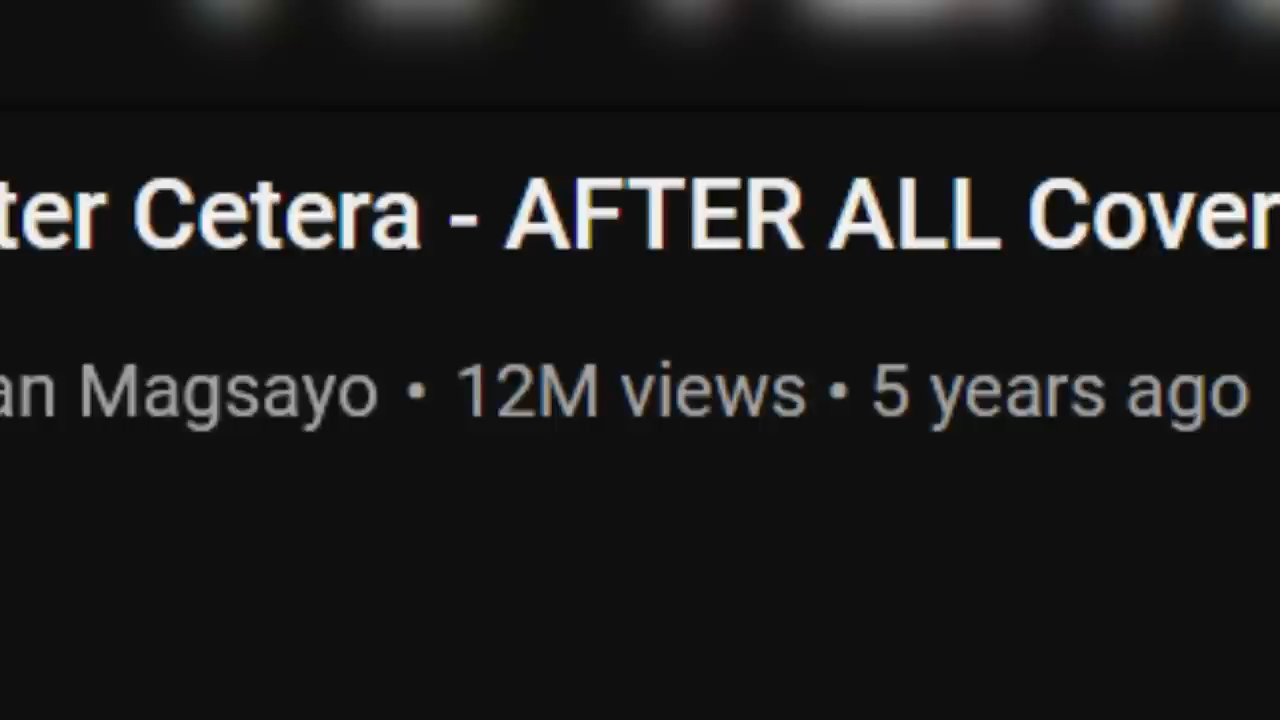 ter Cetera - AFTER ALL Cover
an Magsayo • 12M views • 5 years ago